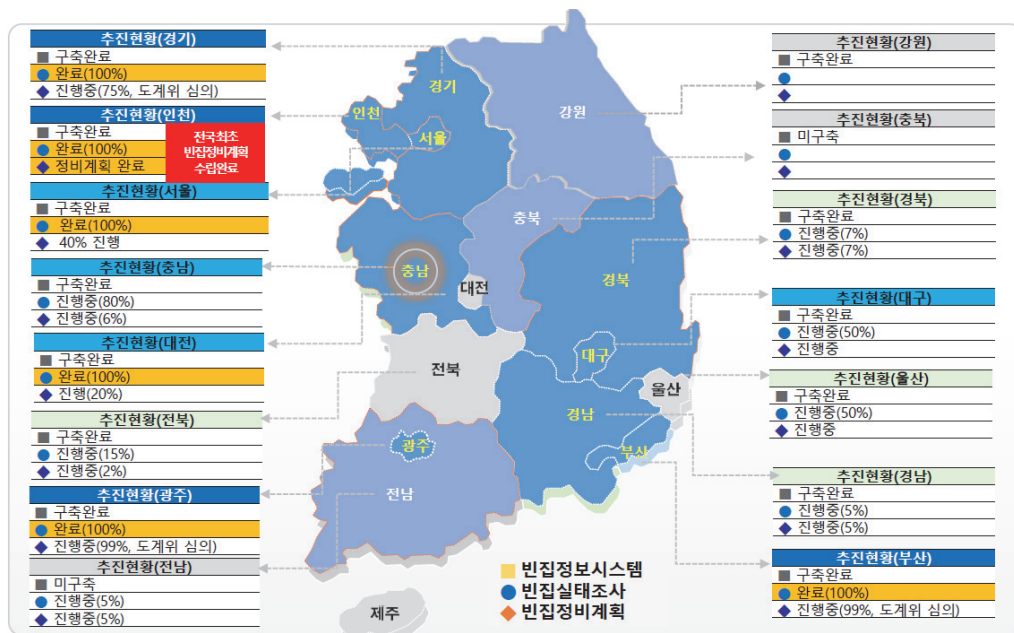 추진현황(경기)
■ 구축완료
● 완료(100%)
◆ 진행중(75%, 도계위 심의)
추진현황(인천)
■ 구축완료
● 완료(100%)
◆ 정비계획 완료
전국최초
빈집정비계획
수립완료
추진현황(서울)
■ 구축완료
● 완료(100%)
◆ 40% 진행
추진현황(충남)
■ 구축완료
● 진행중(80%)
◆ 진행중(6%)
추진현황(대전)
■ 구축완료
● 완료(100%)
◆ 진행(20%)
추진현황(전북)
■ 구축완료
● 진행중(15%)
◆ 진행중(2%)
추진현황(광주)
■ 구축완료
● 완료(100%)
◆ 진행중(99%, 도계위 심의)
추진현황(전남)
■ 미구축
● 진행중(5%)
◆ 진행중(5%)
경기
인천
서울
강원
충북
충남
대전
경북
전북
대구
울산
경남
광주
부산
전남
제주
■ 빈집정보시스템
● 빈집실태조사
◆ 빈집정비계획
추진현황(강원)
■ 구축완료
●
◆
추진현황(충북)
■ 미구축
●
◆
추진현황(경북)
■ 구축완료
● 진행중(7%)
◆ 진행중(7%)
추진현황(대구)
■ 구축완료
● 진행중(50%)
◆ 진행중
추진현황(울산)
■ 구축완료
● 진행중(50%)
◆ 진행중
추진현황(경남)
■ 구축완료
● 진행중(5%)
◆ 진행중(5%)
추진현황(부산)
■ 구축완료
● 완료(100%)
◆ 진행중(99%, 도계위 심의)